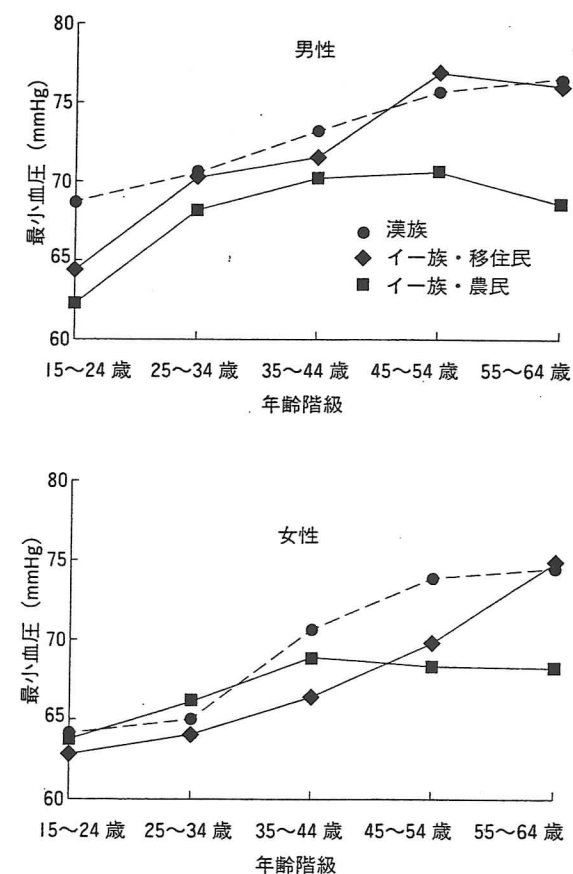 80
男性
75
70
65
60
最小血圧 (mmHg)
漢族
イー族・移住民
イー族・農民
15〜24 歳 25〜34 歳 35〜44 歳 45〜54 歳 55〜64 歳
年齢階級
80
女性
75
70
65
60
最小血圧 (mmHg)
15〜24 歳 25〜34 歳 35〜44 歳 45〜54 歳 55〜64 歳
年齢階級